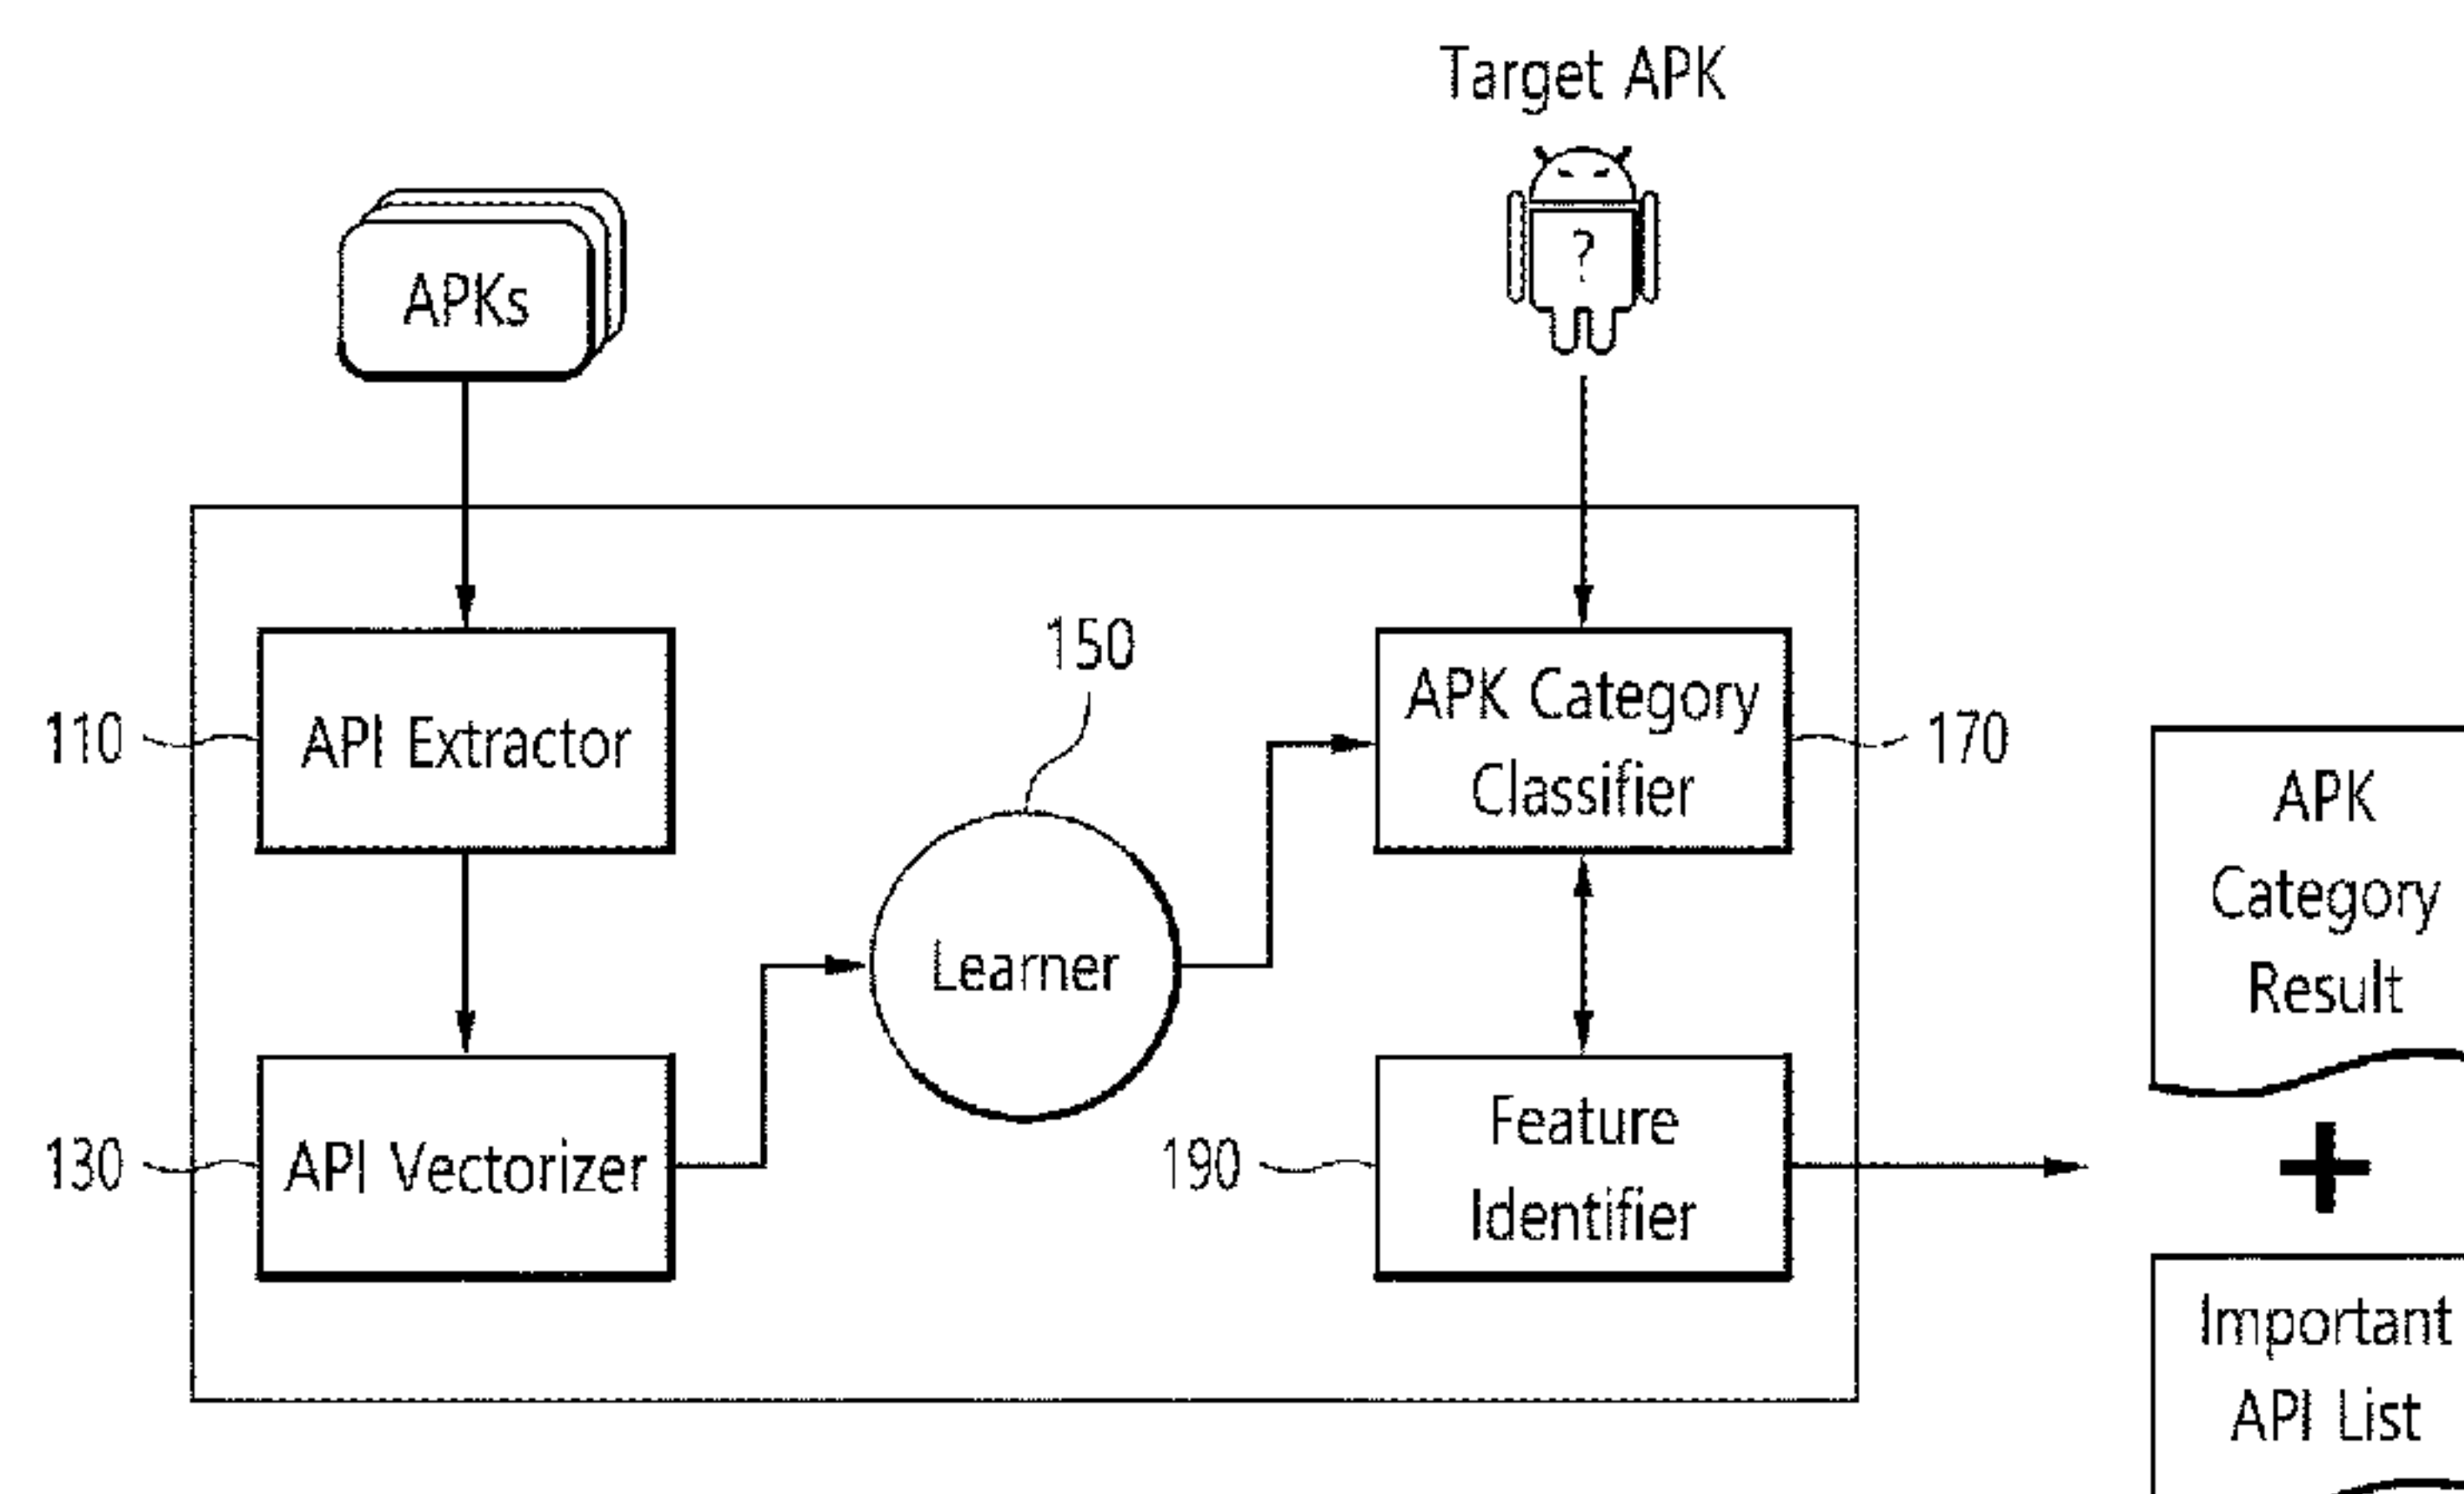 Target APK
APKs
?
150
110
API Extractor
APK Category
Classifier
170
Learner
130
API Vectorizer
190
Feature
Identifier
APK
Category
Result
+
Important
API List